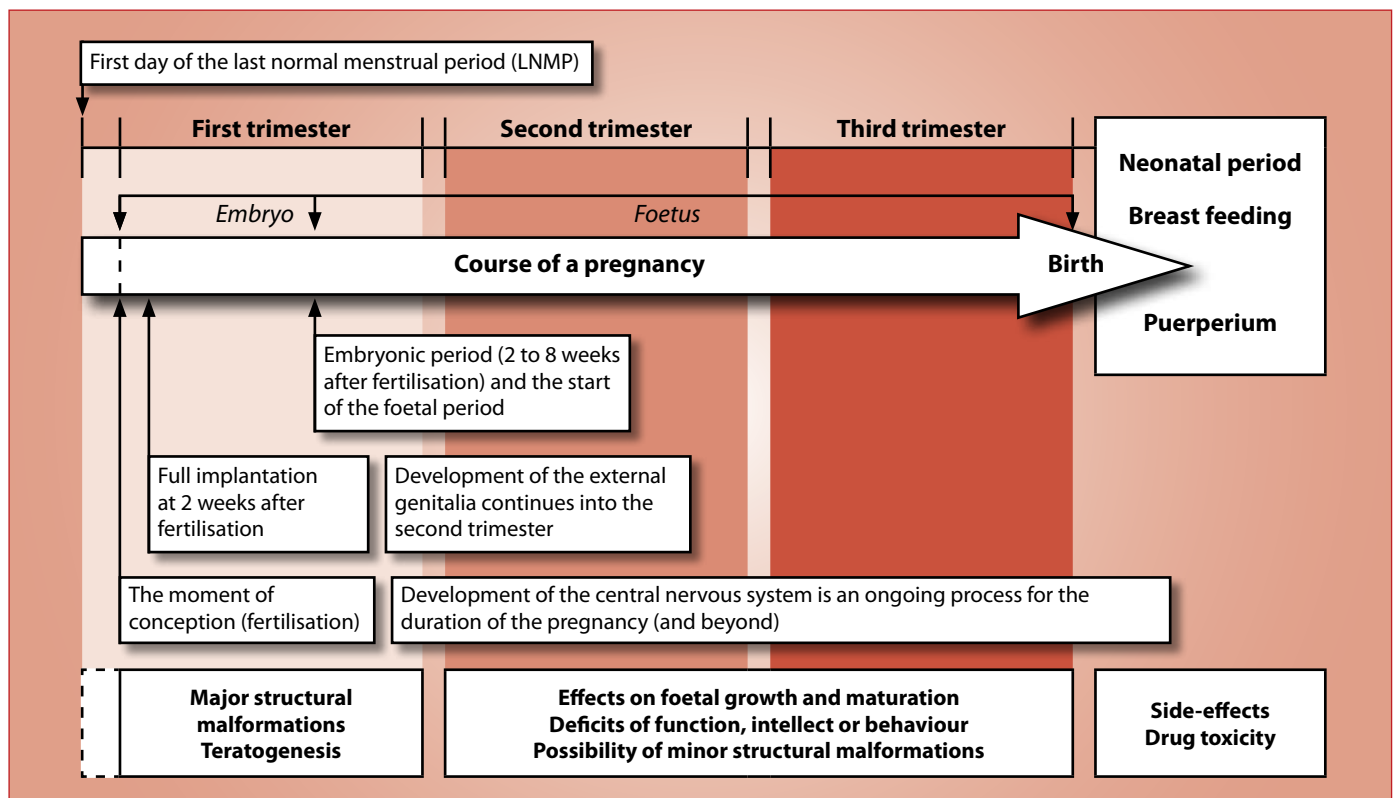 First day of the last normal menstrual period (LNMP)
First trimester
Second trimester
Third trimester
Neonatal period
Breast feeding
Puerperium
Embryo
Foetus
Course of a pregnancy
Birth
Embryonic period (2 to 8 weeks
after fertilisation) and the start
of the foetal period
Full implantation
at 2 weeks after
fertilisation
Development of the external
genitalia continues into the
second trimester
The moment of
conception (fertilisation)
Development of the central nervous system is an ongoing process for the
duration of the pregnancy (and beyond)
Major structural
malformations
Teratogenesis
Effects on foetal growth and maturation
Deficits of function, intellect or behaviour
Possibility of minor structural malformations
Side-effects
Drug toxicity